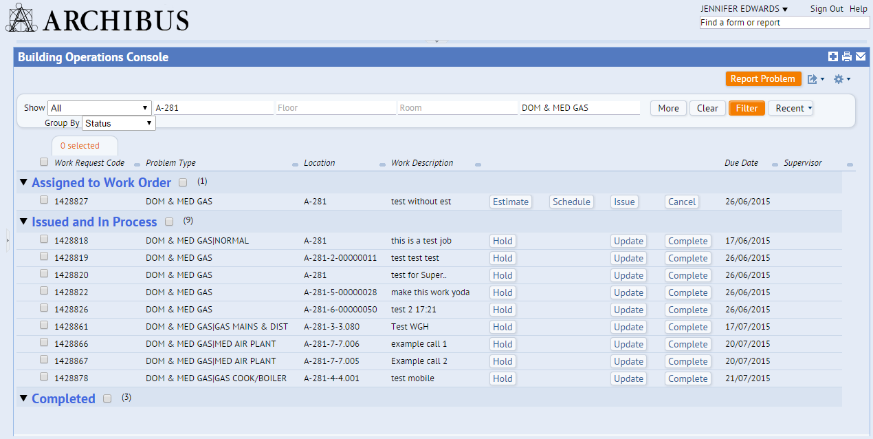 JENNIFER EDWARDS Sign Out Help
ARCHIBUS
Find a form or report
Building Operations Console
Report Problem
Show All A-281 Floor Room DOM & MED GAS More Clear Filter Recent
Group By Status
0 selected
Work Request Code Problem Type Location Work Description Due Date Supervisor
Assigned to Work Order (1)
1428827 DOM & MED GAS A-281 test without est Estimate Schedule Issue Cancel 26/06/2015
Issued and In Process (9)
1428818 DOM & MED GAS|NORMAL A-281 this is a test job Hold Update Complete 17/06/2015
1428819 DOM & MED GAS A-281-2-00000011 test test test Hold Update Complete 26/06/2015
1428820 DOM & MED GAS A-281 test for Super.. Hold Update Complete 26/06/2015
1428822 DOM & MED GAS A-281-5-00000028 make this work yoda Hold Update Complete 26/06/2015
1428826 DOM & MED GAS A-281-6-00000050 test 2 17:21 Hold Update Complete 26/06/2015
1428861 DOM & MED GAS|GAS MAINS & DIST A-281-3-3.080 Test WGH Hold Update Complete 17/07/2015
1428866 DOM & MED GAS|MED AIR PLANT A-281-7-7.006 example call 1 Hold Update Complete 20/07/2015
1428867 DOM & MED GAS|MED AIR PLANT A-281-7-7.005 Example call 2 Hold Update Complete 20/07/2015
1428878 DOM & MED GAS|GAS COOK/BOILER A-281-4-4.001 test mobile Hold Update Complete 21/07/2015
Completed (3)